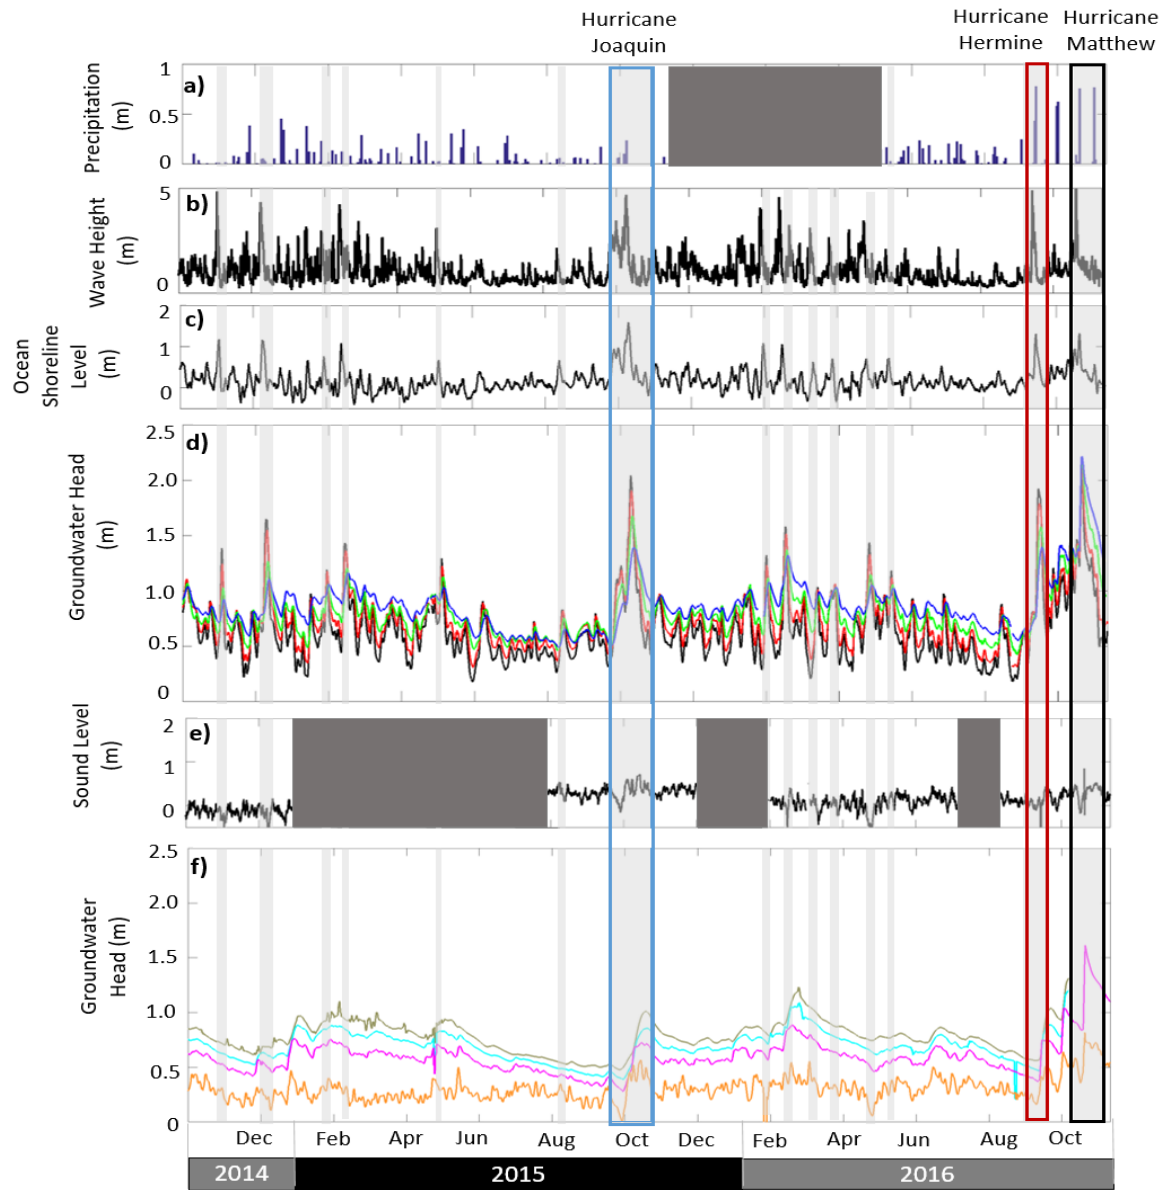 Hurricane
Joaquin
Hurricane
Hermine
Hurricane
Matthew
a)
Precipitation
(m)
1
0.5
0
b)
Wave Height
(m)
5
0
c)
Ocean
Shoreline
Level
(m)
2
1
0
d)
Groundwater Head
(m)
2.5
2.0
1.5
1.0
0.5
0
e)
Sound Level
(m)
2
1
0
f)
Groundwater
Head (m)
2.5
2.0
1.5
1.0
0.5
0
Dec Feb Apr Jun Aug Oct Dec Feb Apr Jun Aug Oct
2014 2015 2016